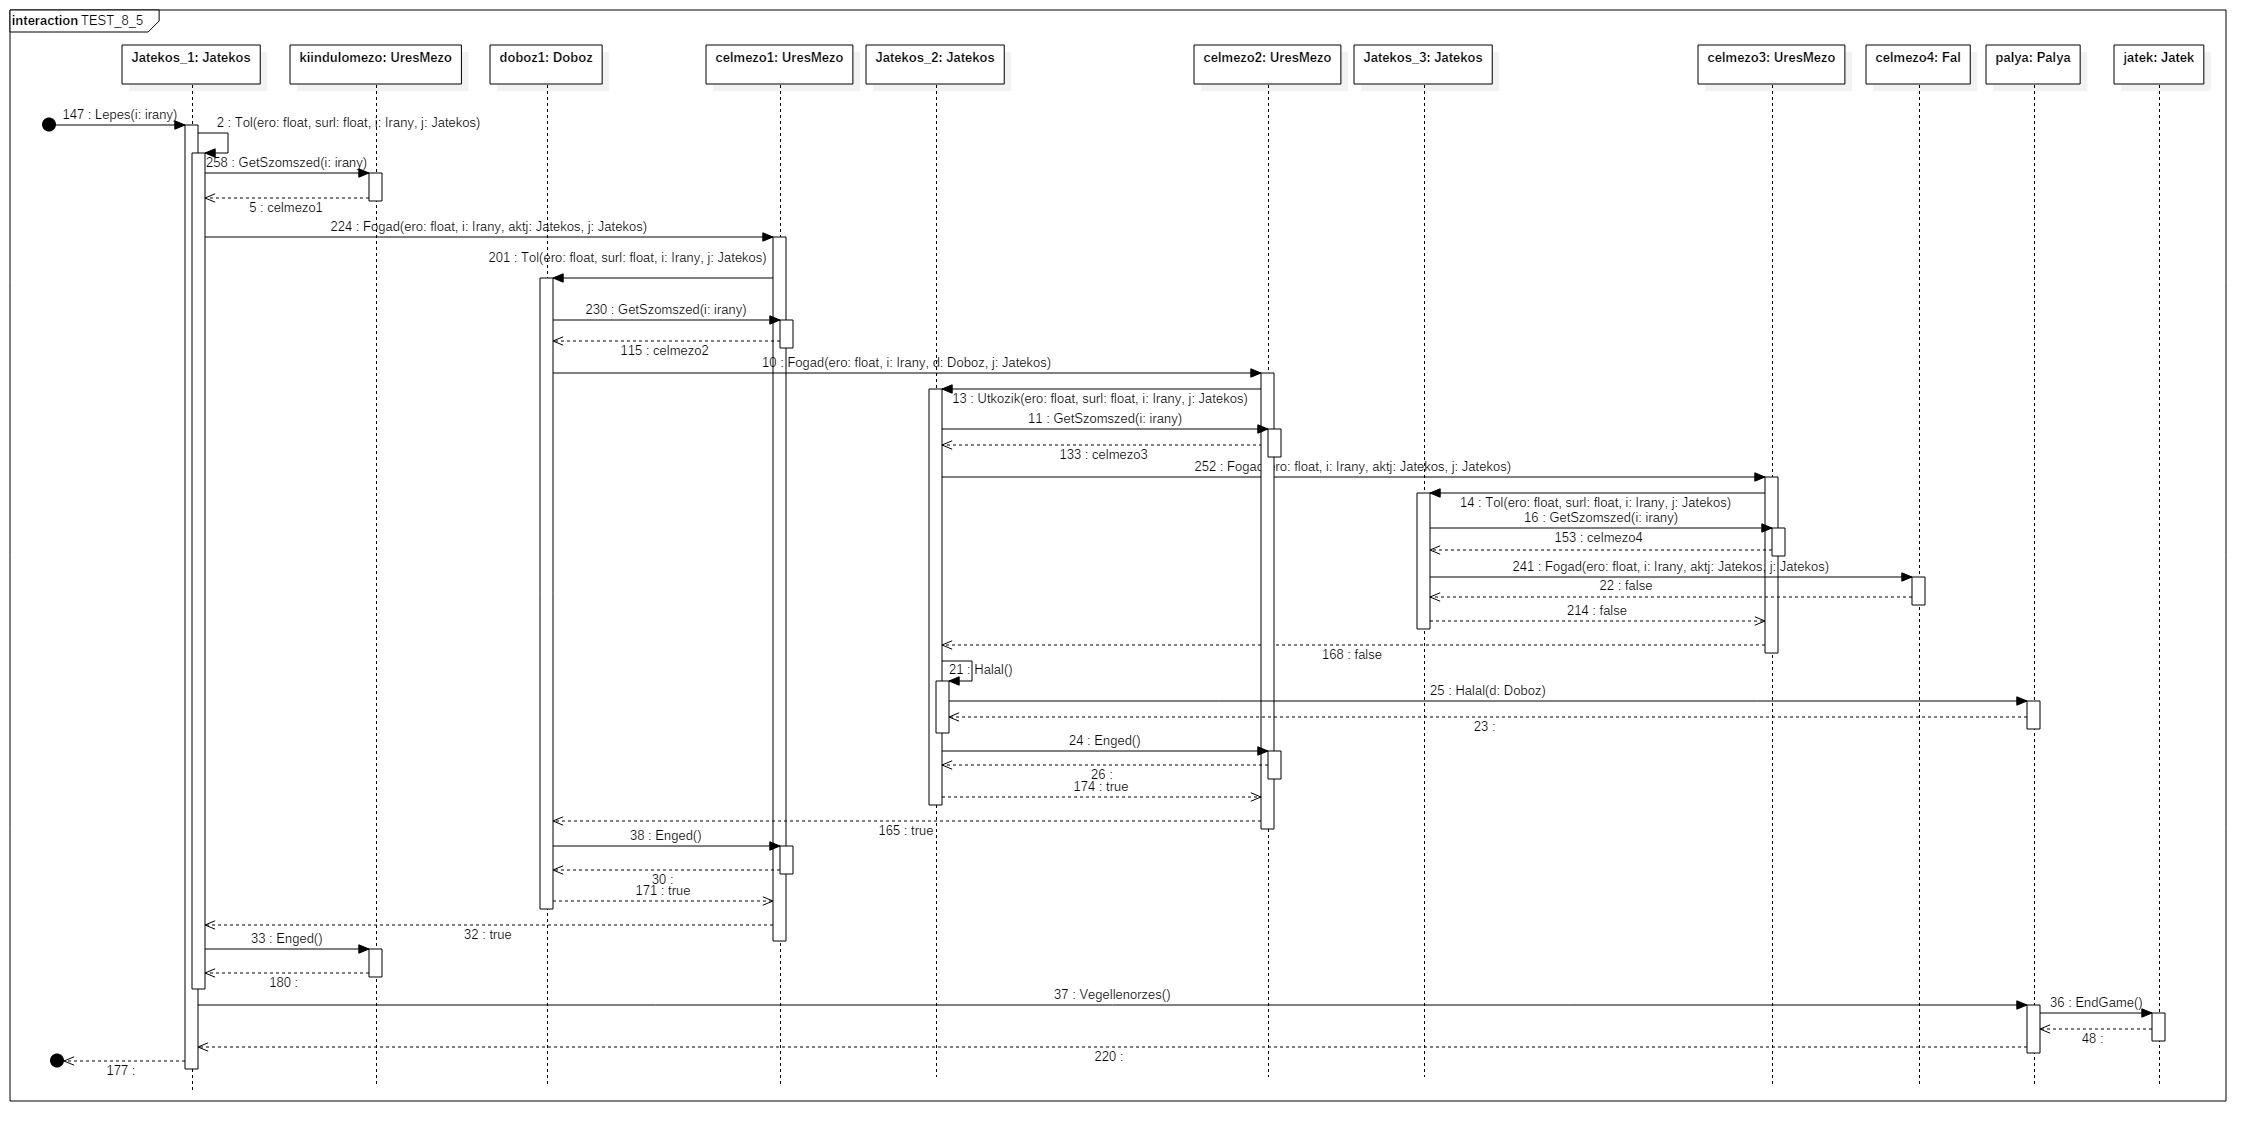 interaction TEST_8_5
Jatekos_1: Jatekos
kiindulomezo: UresMezo
doboz1: Doboz
celmezo1: UresMezo
Jatekos_2: Jatekos
celmezo2: UresMezo
Jatekos_3: Jatekos
celmezo3: UresMezo
celmezo4: Fal
palya: Palya
jatek: Jatek
147 : Lepes(i: irany)
2 : Tol(ero: float, surl: float, i: Irany, j: Jatekos)
258 : GetSzomszed(i: irany)
5 : celmezo1
224 : Fogad(ero: float, i: Irany, aktj: Jatekos, j: Jatekos)
201 : Tol(ero: float, surl: float, i: Irany, j: Jatekos)
230 : GetSzomszed(i: irany)
115 : celmezo2
10 : Fogad(ero: float, i: Irany, d: Doboz, j: Jatekos)
13 : Utkozik(ero: float, surl: float, i: Irany, j: Jatekos)
11 : GetSzomszed(i: irany)
133 : celmezo3
252 : Fogad(ero: float, i: Irany, aktj: Jatekos, j: Jatekos)
14 : Tol(ero: float, surl: float, i: Irany, j: Jatekos)
16 : GetSzomszed(i: irany)
153 : celmezo4
241 : Fogad(ero: float, i: Irany, aktj: Jatekos, j: Jatekos)
22 : false
214 : false
168 : false
21 : Halal()
25 : Halal(d: Doboz)
23 :
24 : Enged()
26 :
174 : true
165 : true
38 : Enged()
30 :
171 : true
32 : true
33 : Enged()
180 :
37 : Vegellenorzes()
36 : EndGame()
48 :
220 :
177 :